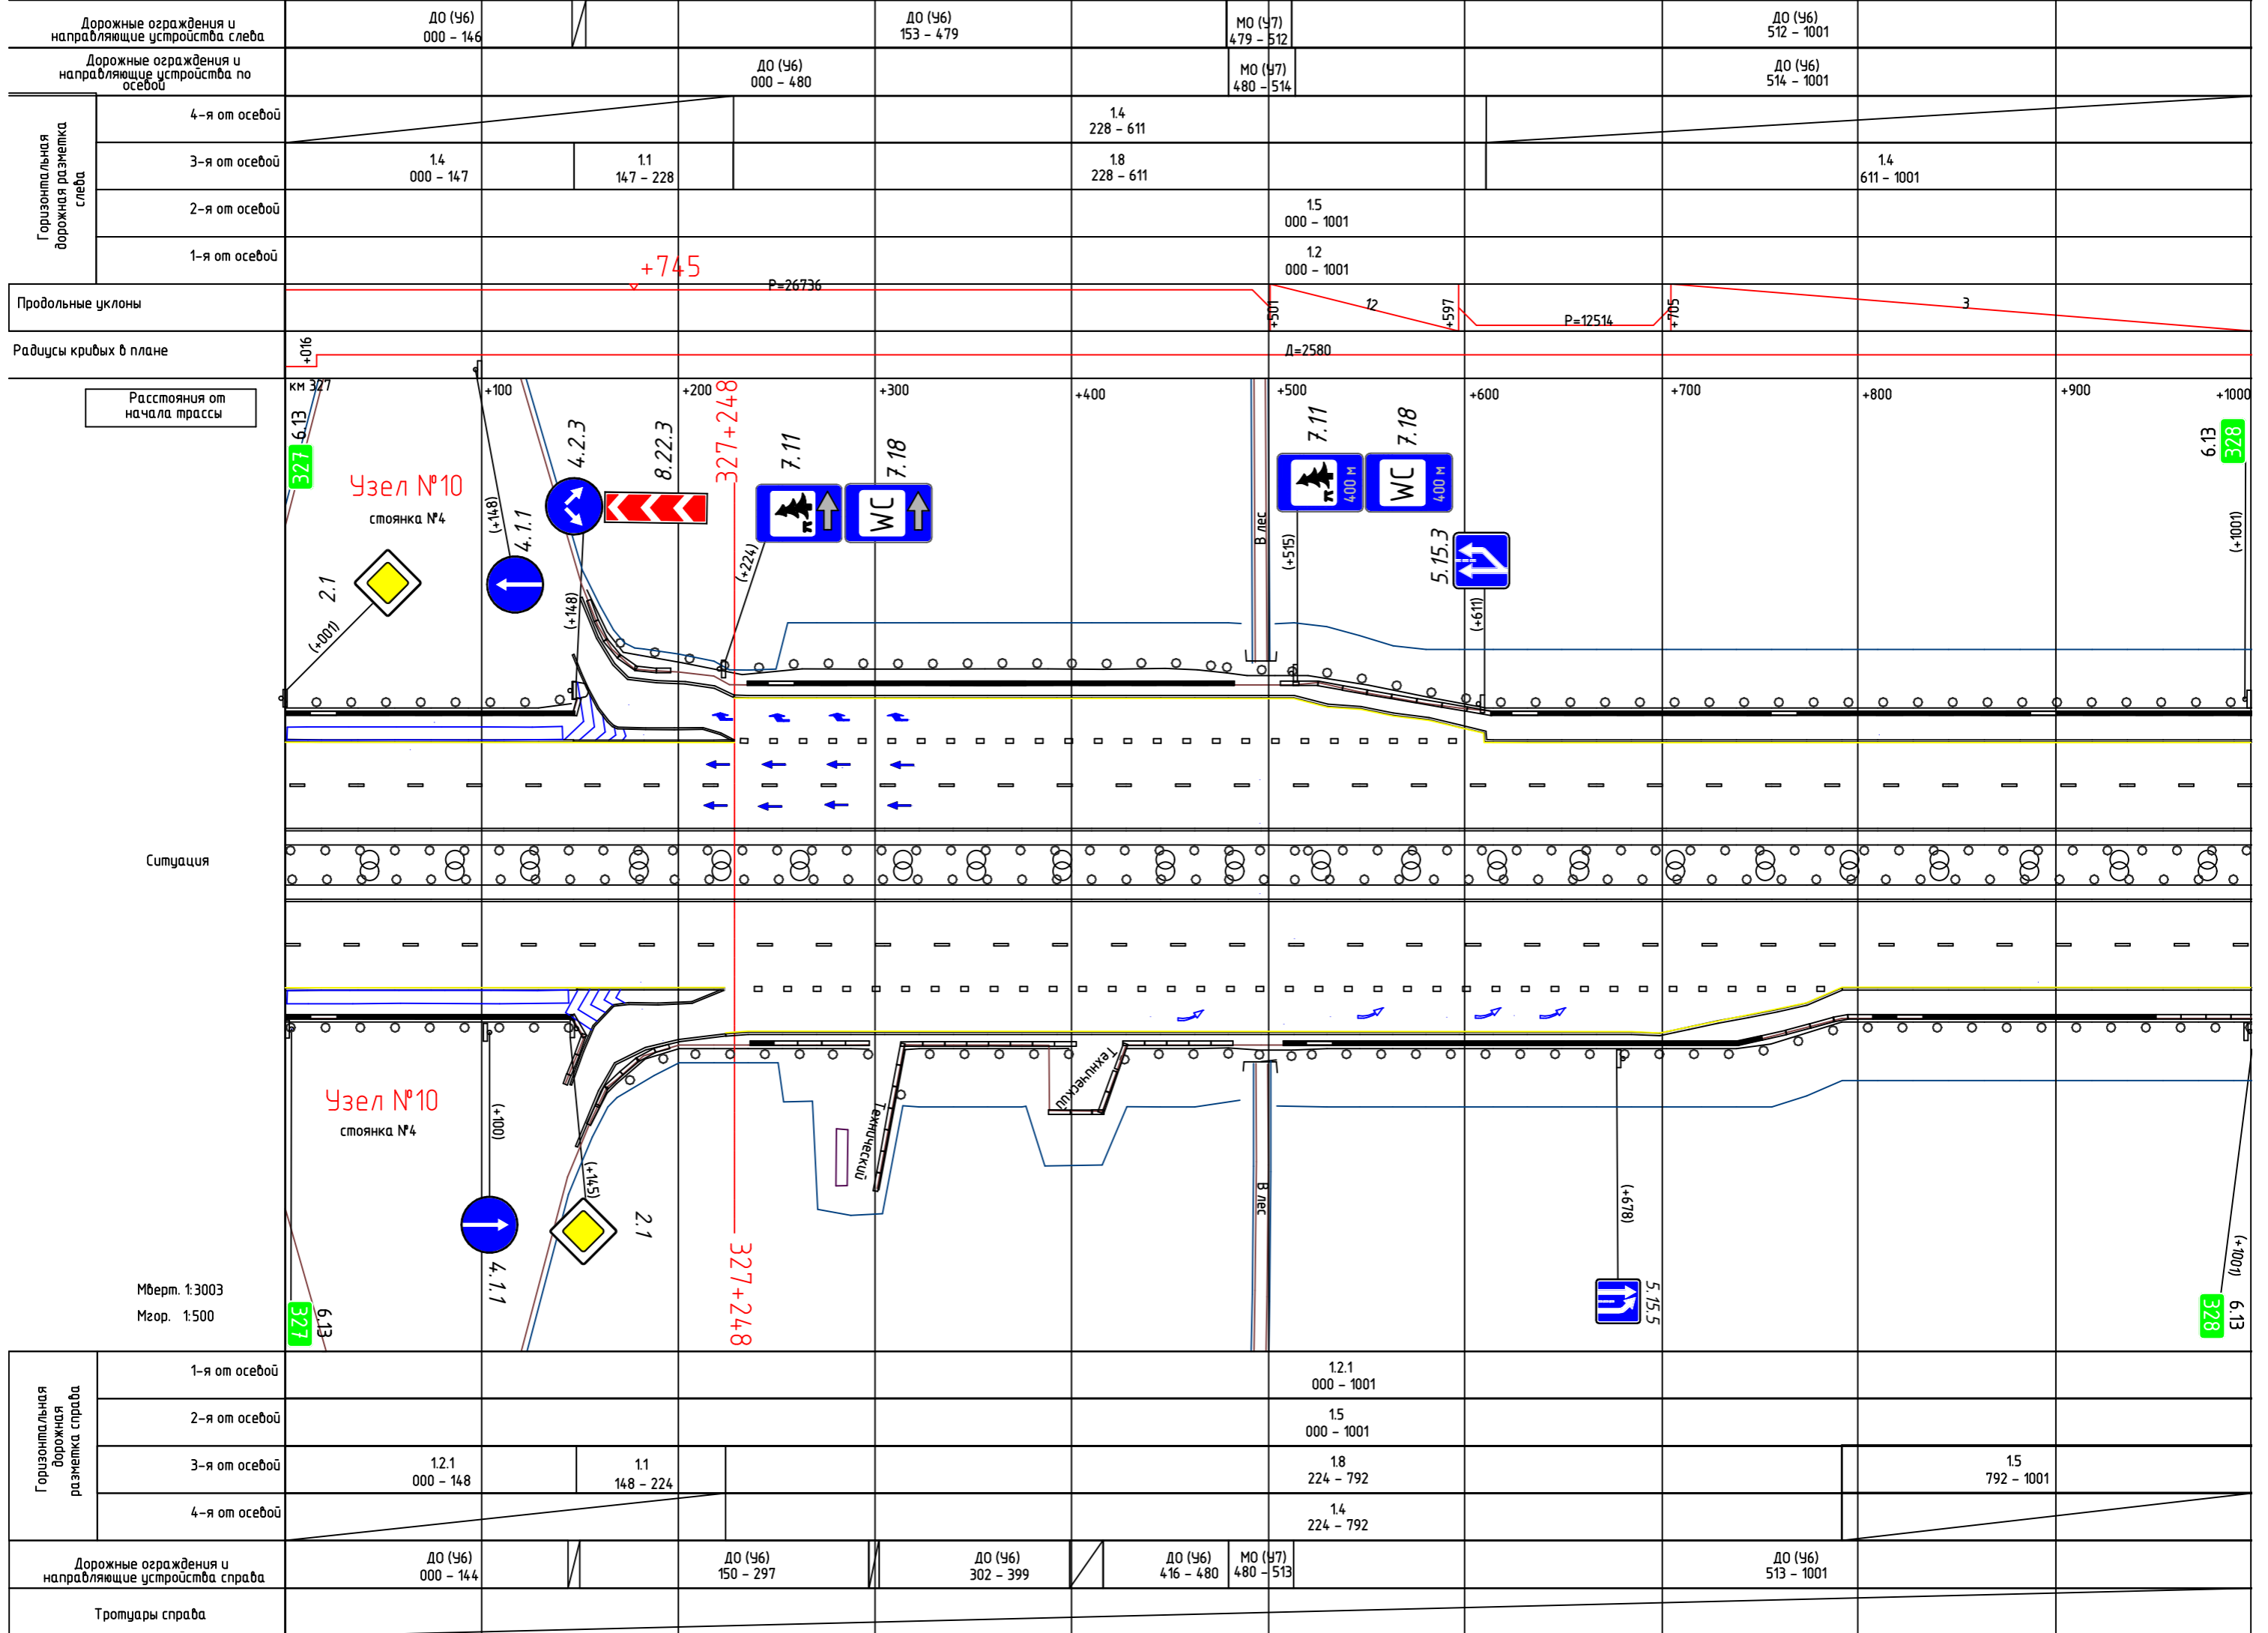 Дорожные ограждения и
направляющие устройства слева
ДО (У6)
000 – 146
ДО (У6)
153 – 479
МО (У7)
479 – 512
ДО (У6)
512 – 1001
Дорожные ограждения и
направляющие устройства по
осевой
ДО (У6)
000 – 480
МО (У7)
480 – 514
ДО (У6)
514 – 1001
Горизонтальная
дорожная разметка
слева
4-я от осевой
1.4
228 – 611
3-я от осевой
1.4
000 – 147
1.1
147 – 228
1.8
228 – 611
1.4
611 – 1001
2-я от осевой
1.5
000 – 1001
1-я от осевой
1.2
000 – 1001
Продольные уклоны
+745
Р=26736
+501
12
+597
Р=12514
+705
3
Радиусы кривых в плане
+016
Д=2580
Расстояния от
начала трассы
км 327
+100
+200
+300
+400
+500
+600
+700
+800
+900
+1000
327
6.13
Узел №10
стоянка №4
2.1
(+001)
(+148)
4.1.1
4.2.3
(+148)
8.22.3
327+248
7.11
7.18
WC
(+224)
В лес
7.11
7.18
400 м
WC
400 м
(+515)
5.15.3
(+611)
6.13
328
(+1001)
Ситуация
Узел №10
стоянка №4
(+100)
4.1.1
(+145)
2.1
327
6.13
327+248
Технический
Технический
В лес
(+678)
5.15.5
(+1001)
328
6.13
Мверт. 1:3003
Мгор. 1:500
Горизонтальная
дорожная
разметка справа
1-я от осевой
1.2.1
000 – 1001
2-я от осевой
1.5
000 – 1001
3-я от осевой
1.2.1
000 – 148
1.1
148 – 224
1.8
224 – 792
1.5
792 – 1001
4-я от осевой
1.4
224 – 792
Дорожные ограждения и
направляющие устройства справа
ДО (У6)
000 – 144
ДО (У6)
150 – 297
ДО (У6)
302 – 399
ДО (У6)
416 – 480
МО (У7)
480 – 513
ДО (У6)
513 – 1001
Тротуары справа